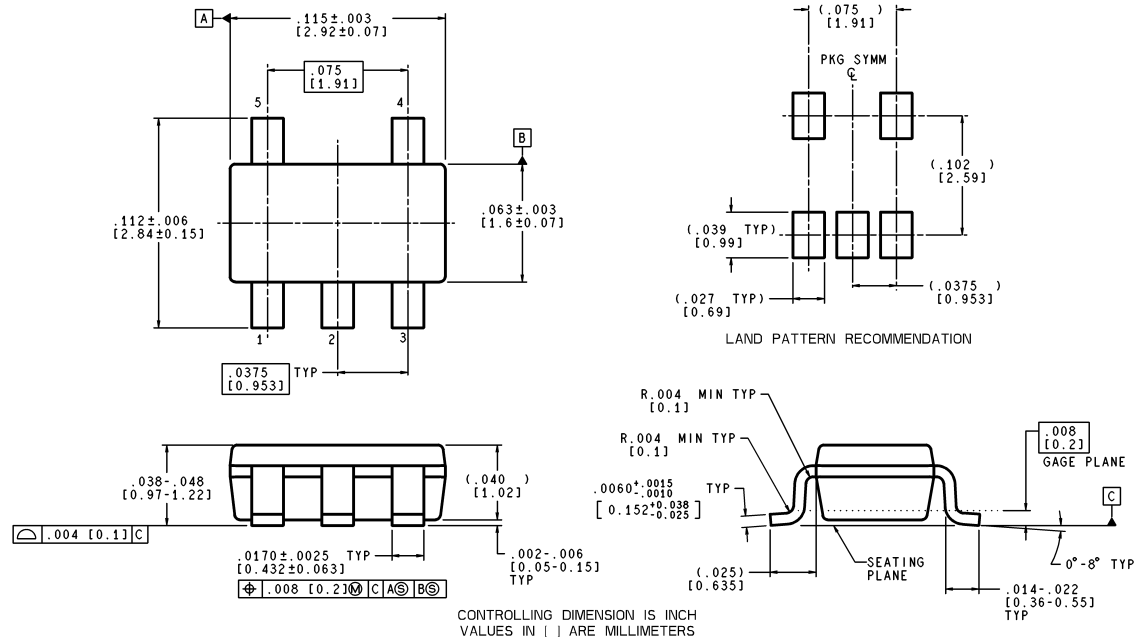 A
.115±.003
[2.92±0.07]
.075
[1.91]
5
4
B
.112±.006
[2.84±0.15]
.063±.003
[1.6±0.07]
1
2
3
.0375
[0.953]
TYP
(.075 )
[1.91]
PKG SYMM
℄
(.102 )
[2.59]
(.039 TYP)
[0.99]
(.027 TYP)
[0.69]
(.0375 )
[0.953]
LAND PATTERN RECOMMENDATION
.038-.048
[0.97-1.22]
(.040 )
[1.02]
⌓ .004 [0.1] C
.0170±.0025 TYP
[0.432±0.063]
⌖ .008 [0.2]Ⓜ C AⓈ BⓈ
.002-.006
[0.05-0.15]
TYP
R.004 MIN TYP
[0.1]
R.004 MIN TYP
[0.1]
.0060+.0015-.0010 TYP
[0.152+0.038-0.025]
.008
[0.2]
GAGE PLANE
C
SEATING
PLANE
(.025)
[0.635]
0°-8° TYP
.014-.022
[0.36-0.55]
TYP
CONTROLLING DIMENSION IS INCH
VALUES IN [ ] ARE MILLIMETERS